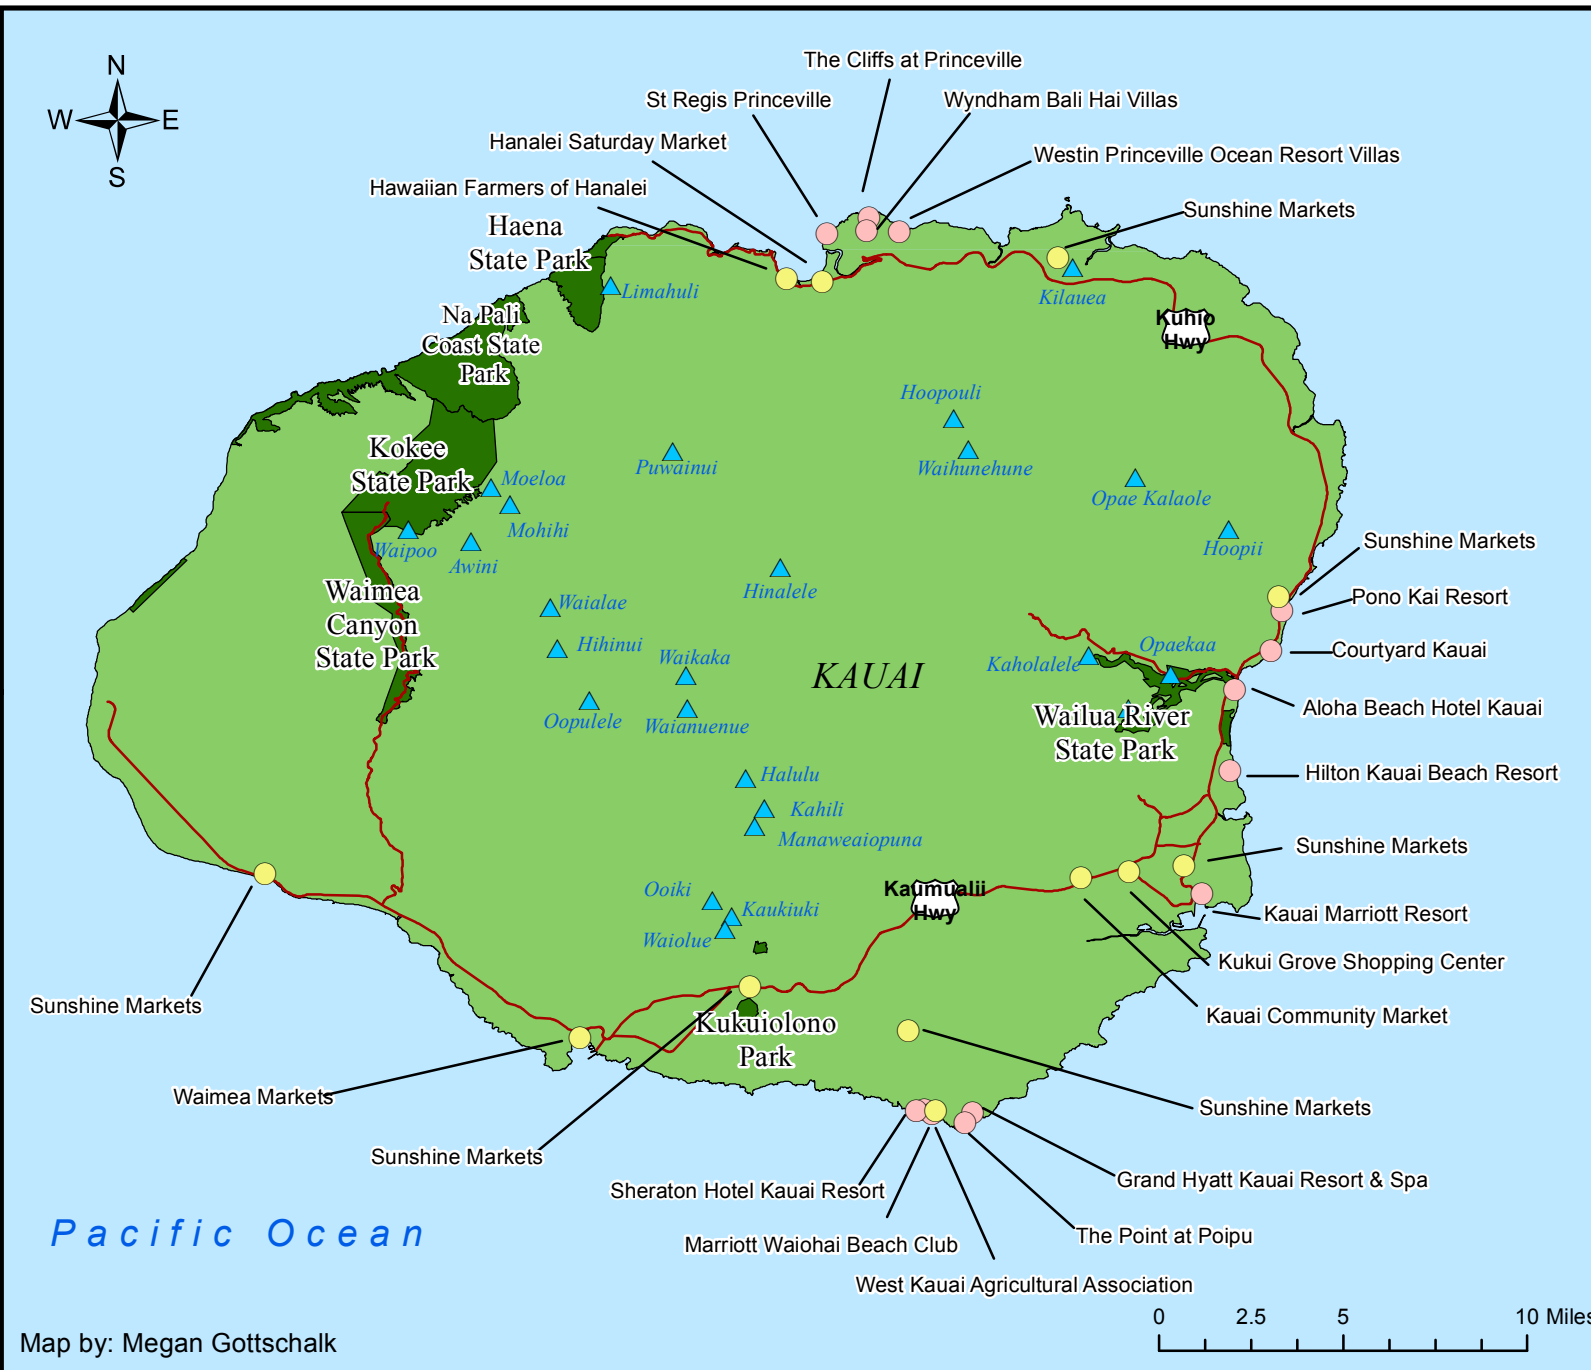 N
W E
S
The Cliffs at Princeville
St Regis Princeville
Wyndham Bali Hai Villas
Hanalei Saturday Market
Westin Princeville Ocean Resort Villas
Hawaiian Farmers of Hanalei
Sunshine Markets
Haena
State Park
Limahuli
Kilauea
Na Pali
Coast State
Park
Kuhio
Hwy
Hoopouli
Kokee
State Park
Puwainui
Waihunehune
Moeloa
Opae Kalaole
Mohihi
Waipoo
Awini
Hoopii
Sunshine Markets
Waimea
Canyon
State Park
Hinalele
Pono Kai Resort
Waialae
Hihinui
Waikaka
KAUAI
Kaholalele
Opaekaa
Courtyard Kauai
Oopulele
Waianuenue
Wailua River
State Park
Aloha Beach Hotel Kauai
Halulu
Hilton Kauai Beach Resort
Kahili
Manaweaiopuna
Sunshine Markets
Ooiki
Kaukiuki
Waiolue
Kaumualii
Hwy
Kauai Marriott Resort
Kukui Grove Shopping Center
Sunshine Markets
Kauai Community Market
Kukuiolono
Park
Waimea Markets
Sunshine Markets
Sunshine Markets
Grand Hyatt Kauai Resort & Spa
Sheraton Hotel Kauai Resort
The Point at Poipu
Marriott Waiohai Beach Club
West Kauai Agricultural Association
Pacific Ocean
0 2.5 5 10 Miles
Map by: Megan Gottschalk